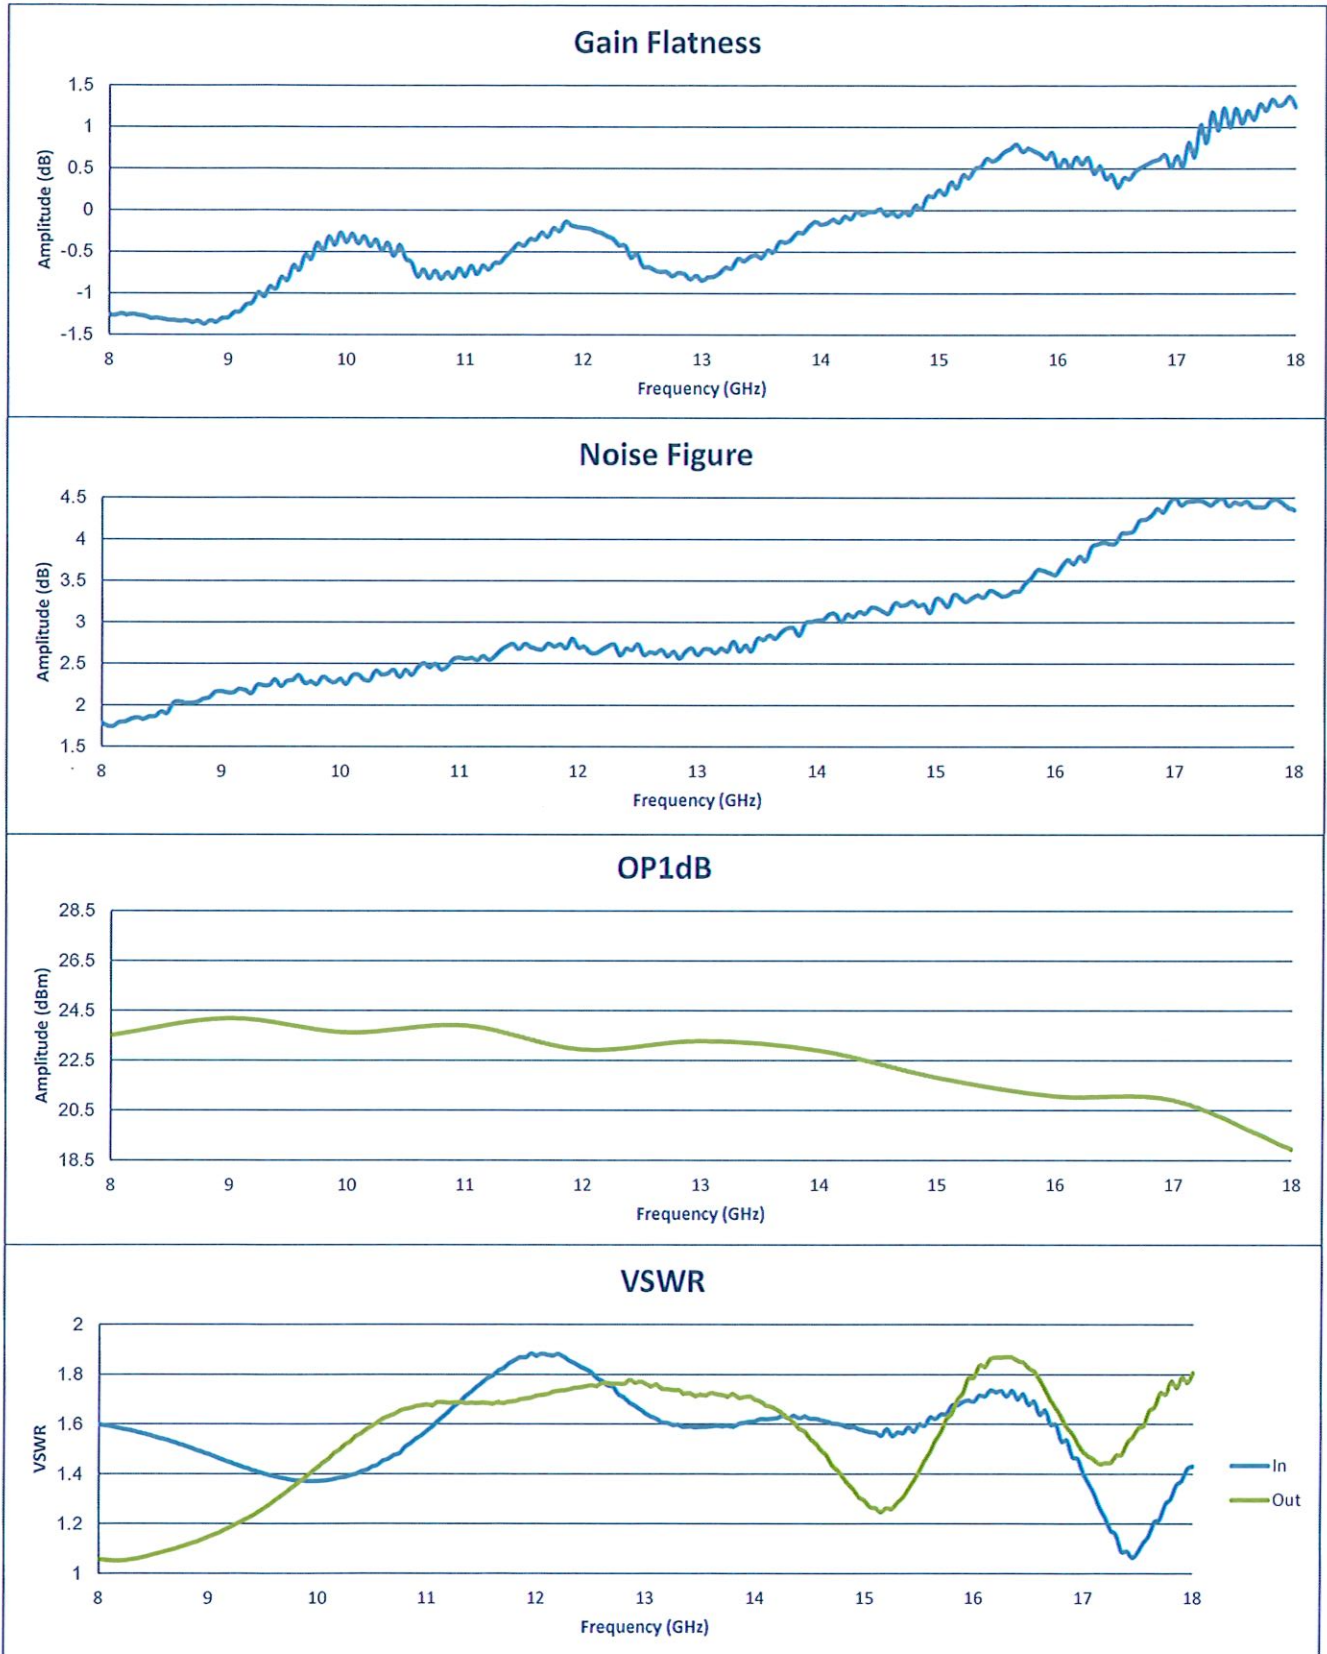 Gain Flatness
1.5
1
0.5
0
-0.5
-1
-1.5
Amplitude (dB)
8 9 10 11 12 13 14 15 16 17 18
Frequency (GHz)
Noise Figure
4.5
4
3.5
3
2.5
2
1.5
Amplitude (dB)
8 9 10 11 12 13 14 15 16 17 18
Frequency (GHz)
OP1dB
28.5
26.5
24.5
22.5
20.5
18.5
Amplitude (dBm)
8 9 10 11 12 13 14 15 16 17 18
Frequency (GHz)
VSWR
2
1.8
1.6
1.4
1.2
1
VSWR
In
Out
8 9 10 11 12 13 14 15 16 17 18
Frequency (GHz)